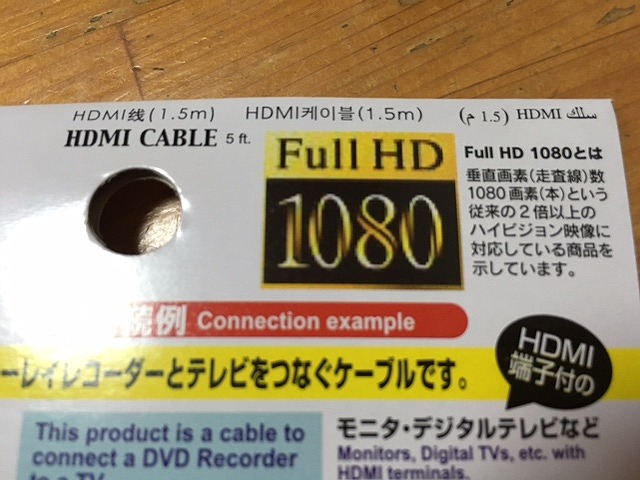 HDMI线(1.5m) HDMI케이블(1.5m) سلك HDMI (1.5 م)
HDMI CABLE 5 ft.
Full HD
1080
Full HD 1080とは
垂直画素(走査線)数
1080画素(本)という
従来の2倍以上の
ハイビジョン映像に
対応している商品を
示しています。
続例 Connection example
ーレイレコーダーとテレビをつなぐケーブルです。
HDMI
端子付の
This product is a cable to
connect a DVD Recorder
to a TV
モニタ・デジタルテレビなど
Monitors, Digital TVs, etc. with
HDMI terminals.